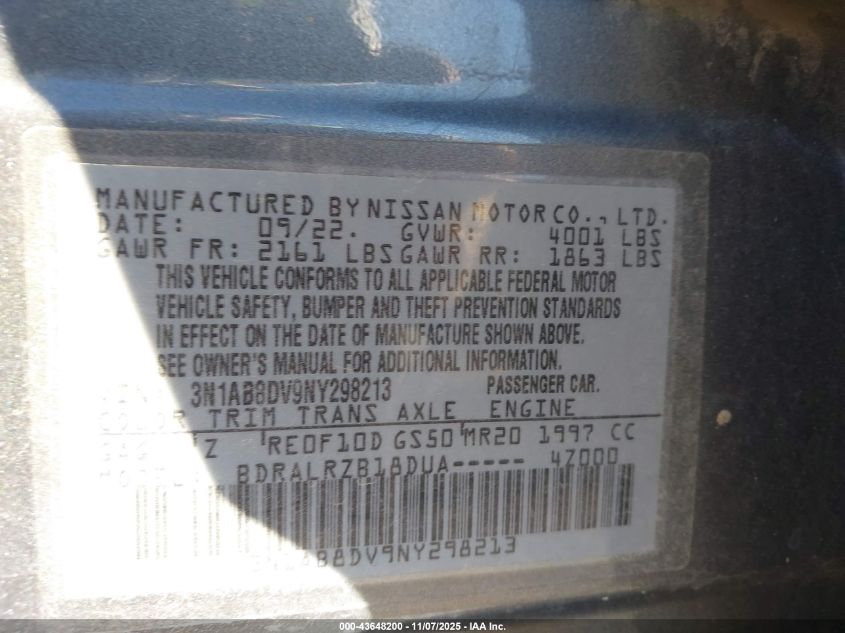 MANUFACTURED BY NISSAN MOTOR CO., LTD.
DATE: 09/22. GVWR: 4001 LBS
GAWR FR: 2161 LBS GAWR RR: 1863 LBS
THIS VEHICLE CONFORMS TO ALL APPLICABLE FEDERAL MOTOR
VEHICLE SAFETY, BUMPER AND THEFT PREVENTION STANDARDS
IN EFFECT ON THE DATE OF MANUFACTURE SHOWN ABOVE.
SEE OWNER'S MANUAL FOR ADDITIONAL INFORMATION.
3N1AB8DV9NY298213 PASSENGER CAR.
TRIM TRANS AXLE ENGINE
Z RE0F10D GS50 MR20 1997 CC
BDRALRZB18DUA----- 4Z000
000-43648200 - 11/07/2025 - IAA Inc.